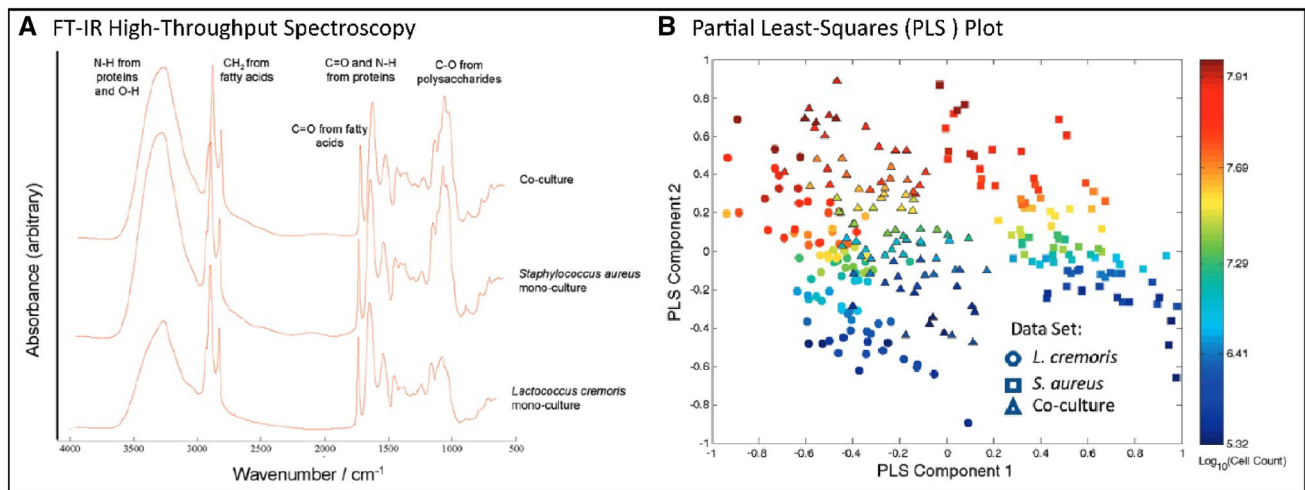 A FT-IR High-Throughput Spectroscopy
N-H from
proteins
and O-H
CH2 from
fatty acids
C=O and N-H
from proteins
C-O from
polysaccharides
C=O from fatty
acids
Co-culture
Staphylococcus aureus
mono-culture
Lactococcus cremoris
mono-culture
Absorbance (arbitrary)
4000 3000 2000 1500 1000 500
Wavenumber / cm-1
B Partial Least-Squares (PLS ) Plot
PLS Component 2
1
0.8
0.6
0.4
0.2
0
-0.2
-0.4
-0.6
-0.8
-1
-1 -0.8 -0.6 -0.4 -0.2 0 0.2 0.4 0.6 0.8 1
PLS Component 1
Data Set:
L. cremoris
S. aureus
Co-culture
7.91
7.69
7.29
6.41
5.32
Log10(Cell Count)